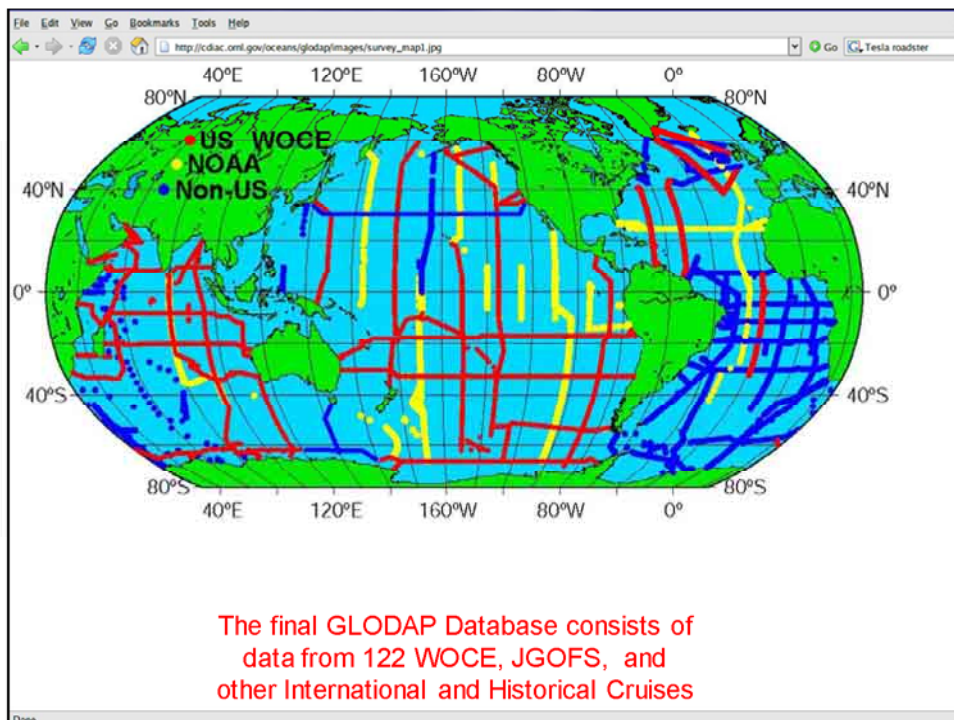 File Edit View Go Bookmarks Tools Help
http://cdiac.ornl.gov/oceans/glodap/images/survey_map1.jpg Go Tesla roadster
40°E 120°E 160°W 80°W 0°
80°N 80°N
US WOCE
NOAA
40°N Non-US 40°N
0° 0°
40°S 40°S
80°S 80°S
40°E 120°E 160°W 80°W 0°
The final GLODAP Database consists of
data from 122 WOCE, JGOFS, and
other International and Historical Cruises
Done